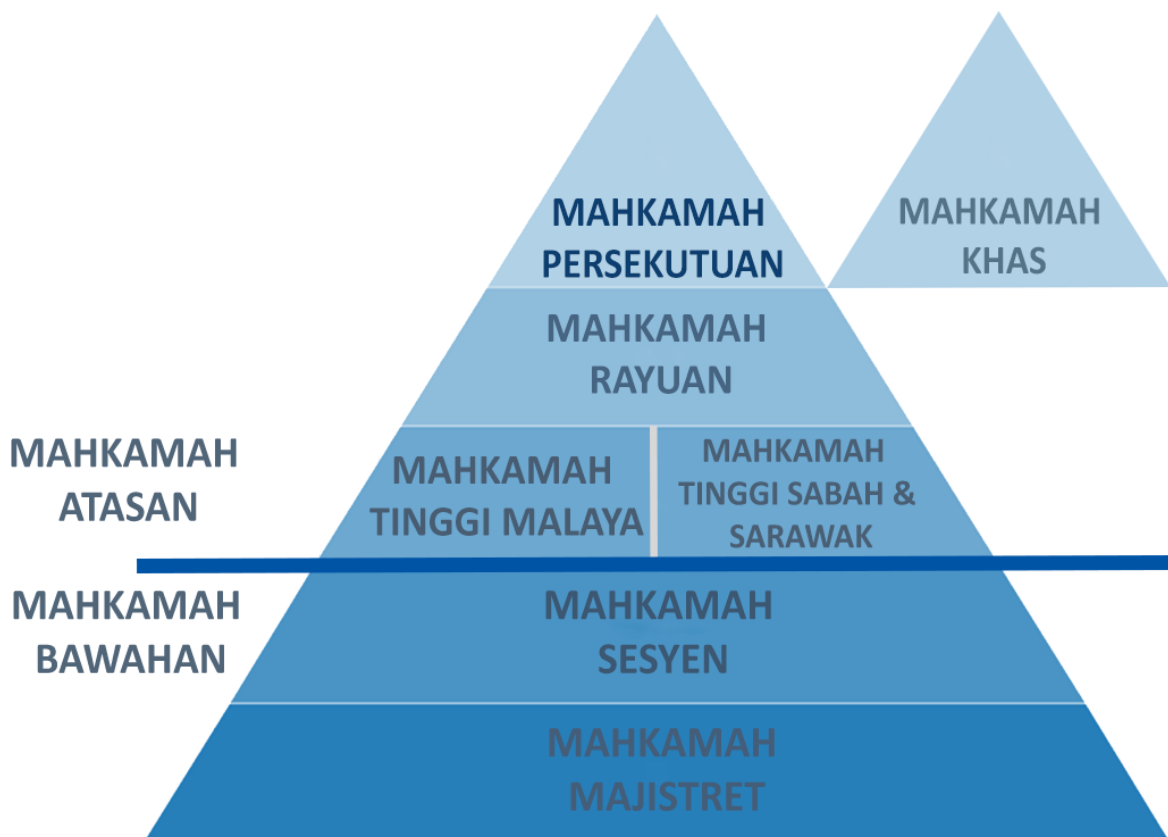 MAHKAMAH
PERSEKUTUAN
MAHKAMAH
KHAS
MAHKAMAH
RAYUAN
MAHKAMAH
ATASAN
MAHKAMAH
TINGGI MALAYA
MAHKAMAH
TINGGI SABAH &
SARAWAK
MAHKAMAH
BAWAHAN
MAHKAMAH
SESYEN
MAHKAMAH
MAJISTRET